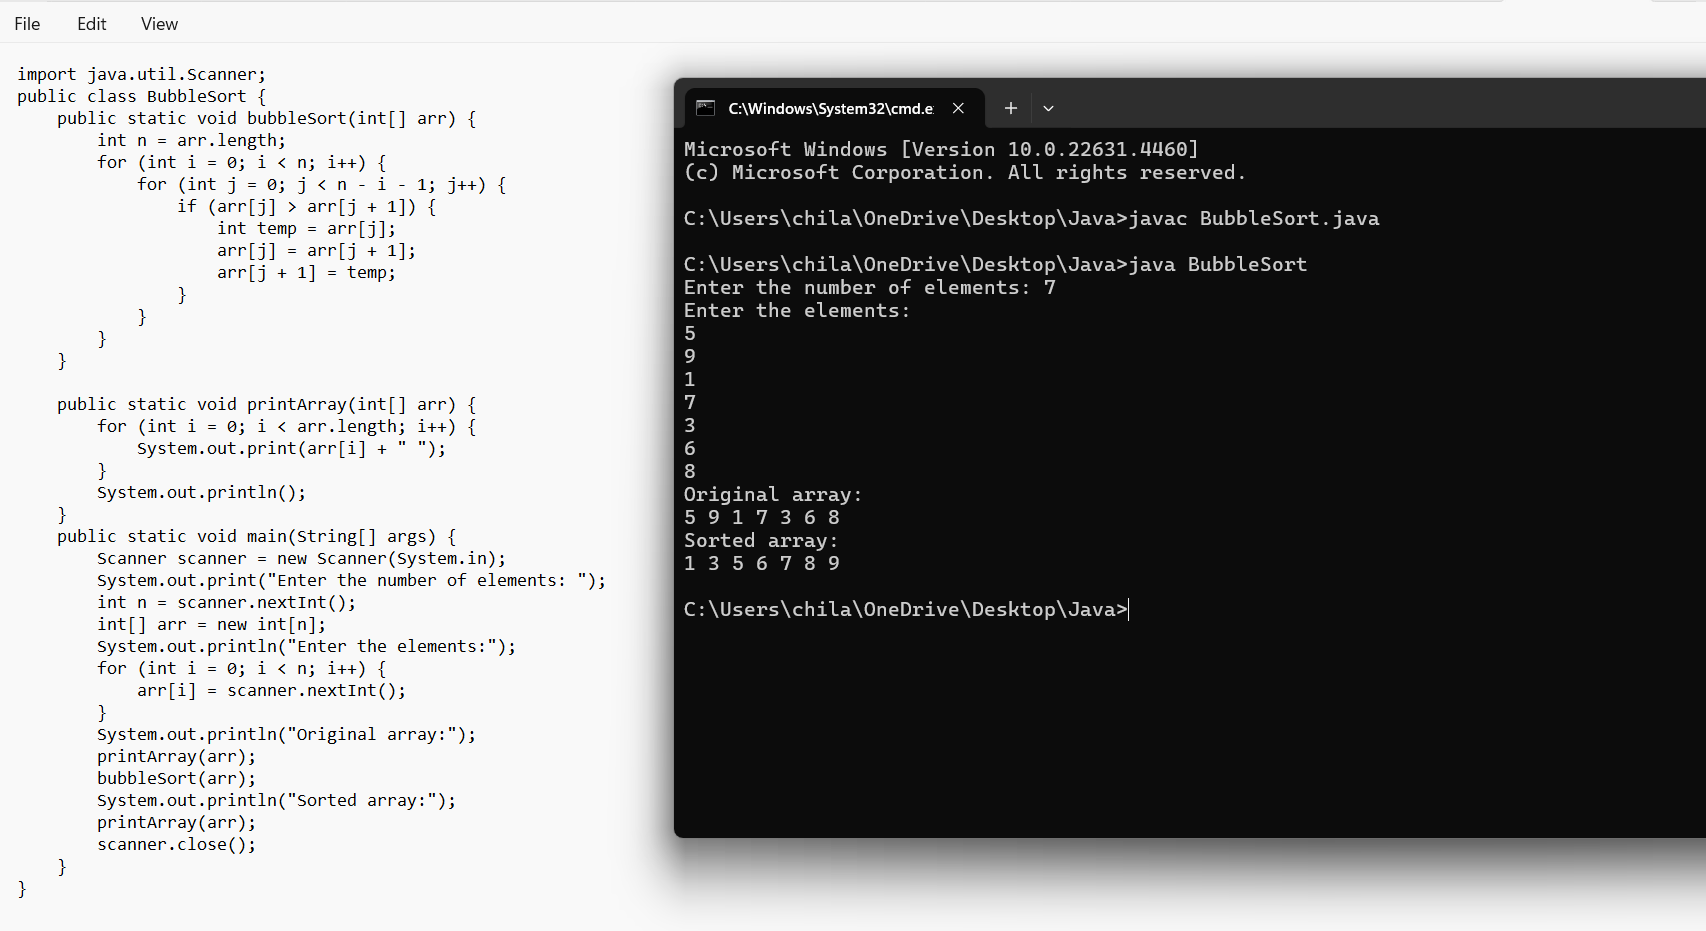 File Edit View
import java.util.Scanner;
public class BubbleSort {
    public static void bubbleSort(int[] arr) {
        int n = arr.length;
        for (int i = 0; i < n; i++) {
            for (int j = 0; j < n - i - 1; j++) {
                if (arr[j] > arr[j + 1]) {
                    int temp = arr[j];
                    arr[j] = arr[j + 1];
                    arr[j + 1] = temp;
                }
            }
        }
    }

    public static void printArray(int[] arr) {
        for (int i = 0; i < arr.length; i++) {
            System.out.print(arr[i] + " ");
        }
        System.out.println();
    }
    public static void main(String[] args) {
        Scanner scanner = new Scanner(System.in);
        System.out.print("Enter the number of elements: ");
        int n = scanner.nextInt();
        int[] arr = new int[n];
        System.out.println("Enter the elements:");
        for (int i = 0; i < n; i++) {
            arr[i] = scanner.nextInt();
        }
        System.out.println("Original array:");
        printArray(arr);
        bubbleSort(arr);
        System.out.println("Sorted array:");
        printArray(arr);
        scanner.close();
    }
}
C:\Windows\System32\cmd.e
Microsoft Windows [Version 10.0.22631.4460]
(c) Microsoft Corporation. All rights reserved.

C:\Users\chila\OneDrive\Desktop\Java>javac BubbleSort.java

C:\Users\chila\OneDrive\Desktop\Java>java BubbleSort
Enter the number of elements: 7
Enter the elements:
5
9
1
7
3
6
8
Original array:
5 9 1 7 3 6 8
Sorted array:
1 3 5 6 7 8 9

C:\Users\chila\OneDrive\Desktop\Java>